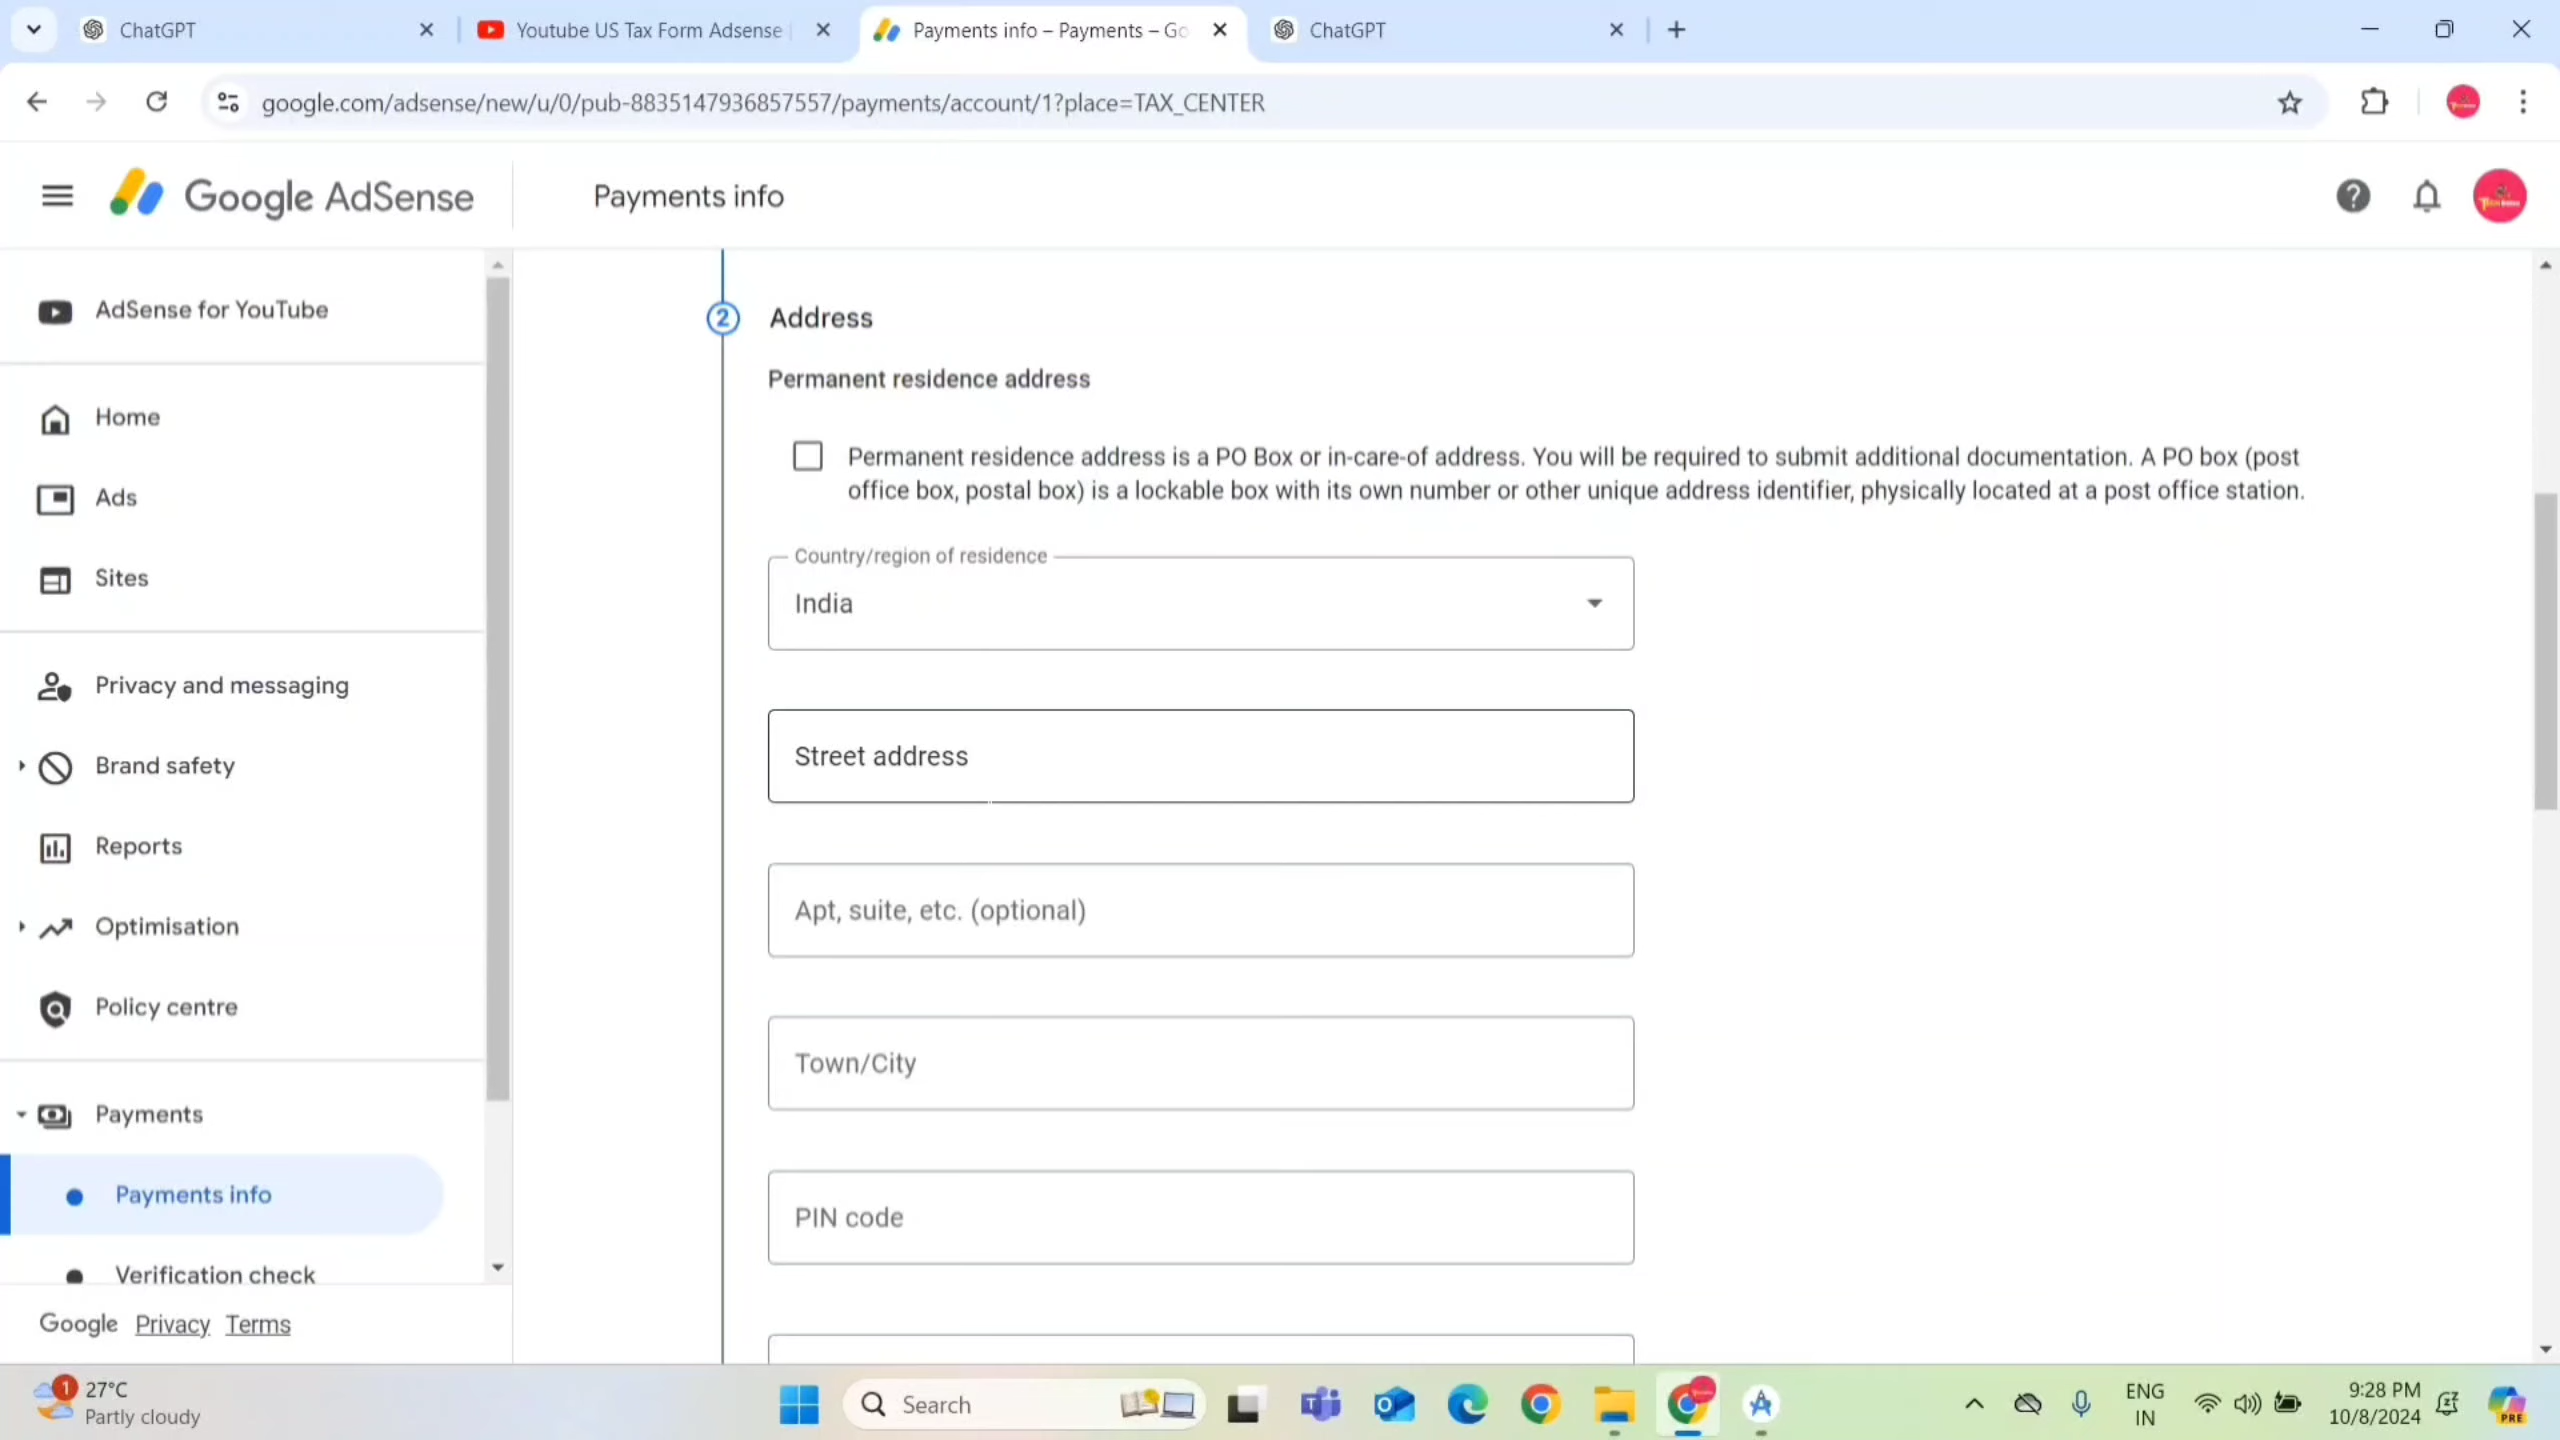 ChatGPT
Youtube US Tax Form Adsense
Payments info – Payments – Go
ChatGPT
google.com/adsense/new/u/0/pub-8835147936857557/payments/account/1?place=TAX_CENTER
Google AdSense
Payments info
AdSense for YouTube
Home
Ads
Sites
Privacy and messaging
Brand safety
Reports
Optimisation
Policy centre
Payments
Payments info
Verification check
Google Privacy Terms
2 Address
Permanent residence address
Permanent residence address is a PO Box or in-care-of address. You will be required to submit additional documentation. A PO box (post
office box, postal box) is a lockable box with its own number or other unique address identifier, physically located at a post office station.
Country/region of residence
India
Street address
Apt, suite, etc. (optional)
Town/City
PIN code
1
27°C
Partly cloudy
Search
ENG
IN
9:28 PM
10/8/2024
PRE